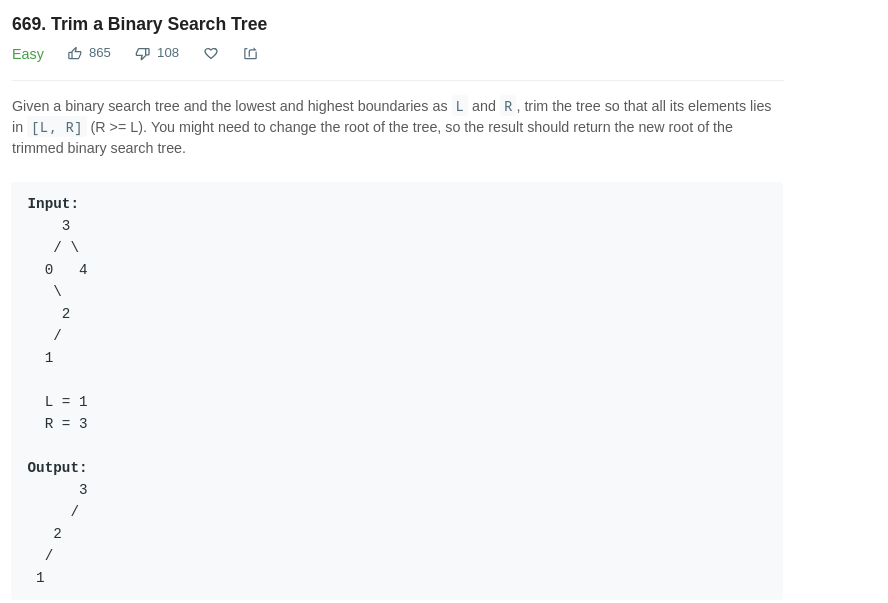 669. Trim a Binary Search Tree
Easy 865 108
Given a binary search tree and the lowest and highest boundaries as L and R, trim the tree so that all its elements lies
in [L, R] (R >= L). You might need to change the root of the tree, so the result should return the new root of the
trimmed binary search tree.
Input:
    3
   / \
  0   4
   \
    2
   /
  1

  L = 1
  R = 3

Output:
      3
     /
   2
  /
 1